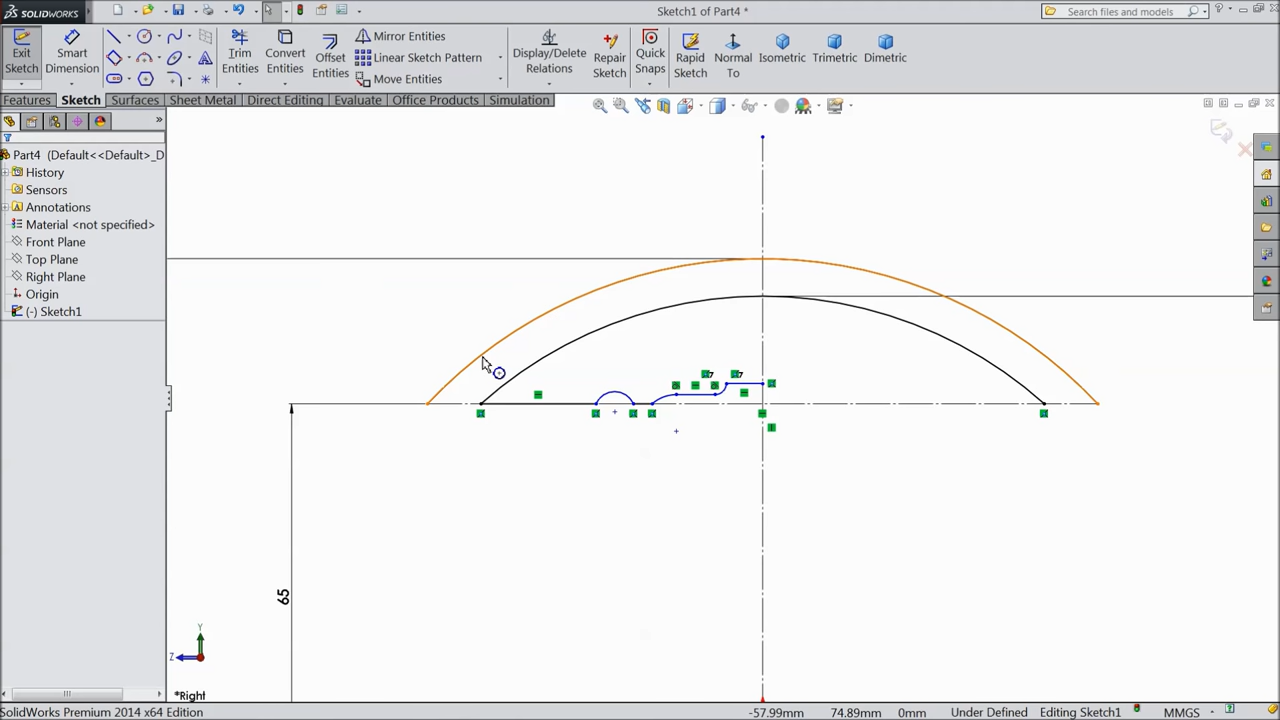 SOLIDWORKS
Sketch1 of Part4 *
Search files and models
Exit Sketch
Smart Dimension
Trim Entities
Convert Entities
Offset Entities
Mirror Entities
Linear Sketch Pattern
Move Entities
Display/Delete Relations
Repair Sketch
Quick Snaps
Rapid Sketch
Normal To
Isometric
Trimetric
Dimetric
Features
Sketch
Surfaces
Sheet Metal
Direct Editing
Evaluate
Office Products
Simulation
Part4 (Default<<Default>_D
History
Sensors
Annotations
Material <not specified>
Front Plane
Top Plane
Right Plane
Origin
(-) Sketch1
65
Y
Z
*Right
SolidWorks Premium 2014 x64 Edition
-57.99mm
74.89mm
0mm
Under Defined
Editing Sketch1
MMGS